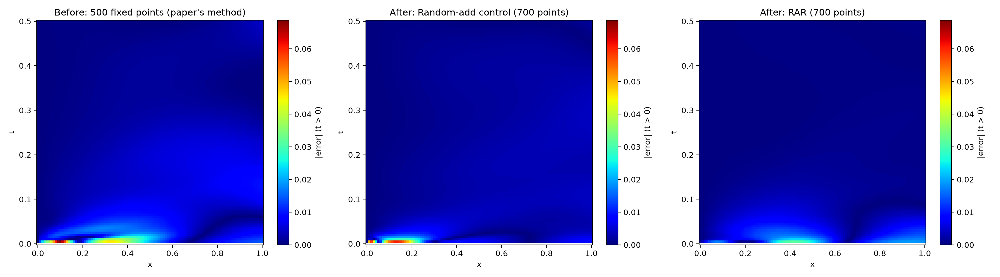 Before: 500 fixed points (paper's method)
0.5
0.4
0.3
0.2
0.1
0.0
t
0.0 0.2 0.4 0.6 0.8 1.0
x
0.06
0.05
0.04
0.03
0.02
0.01
0.00
|error| (t > 0)
After: Random-add control (700 points)
0.5
0.4
0.3
0.2
0.1
0.0
t
0.0 0.2 0.4 0.6 0.8 1.0
x
0.06
0.05
0.04
0.03
0.02
0.01
0.00
|error| (t > 0)
After: RAR (700 points)
0.5
0.4
0.3
0.2
0.1
0.0
t
0.0 0.2 0.4 0.6 0.8 1.0
x
0.06
0.05
0.04
0.03
0.02
0.01
0.00
|error| (t > 0)